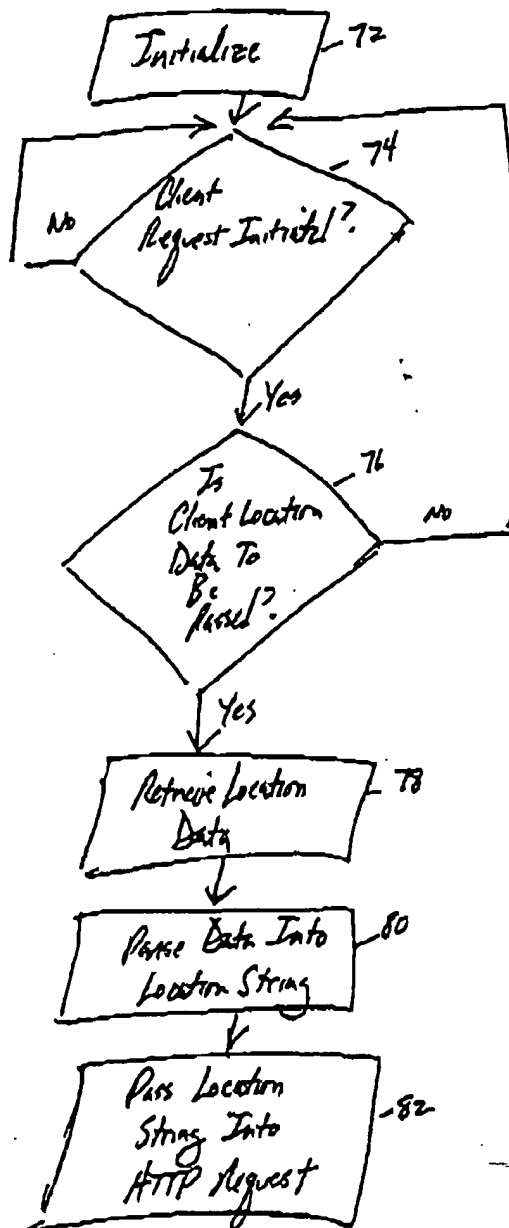 Initialize
72
74
Client
Request Initiated?
No
Yes
76
Is
Client Location
Data To
Be
Passed?
No
Yes
Retrieve Location
Data
78
Parse Data Into
Location String
80
Pass Location
String Into
HTTP Request
82